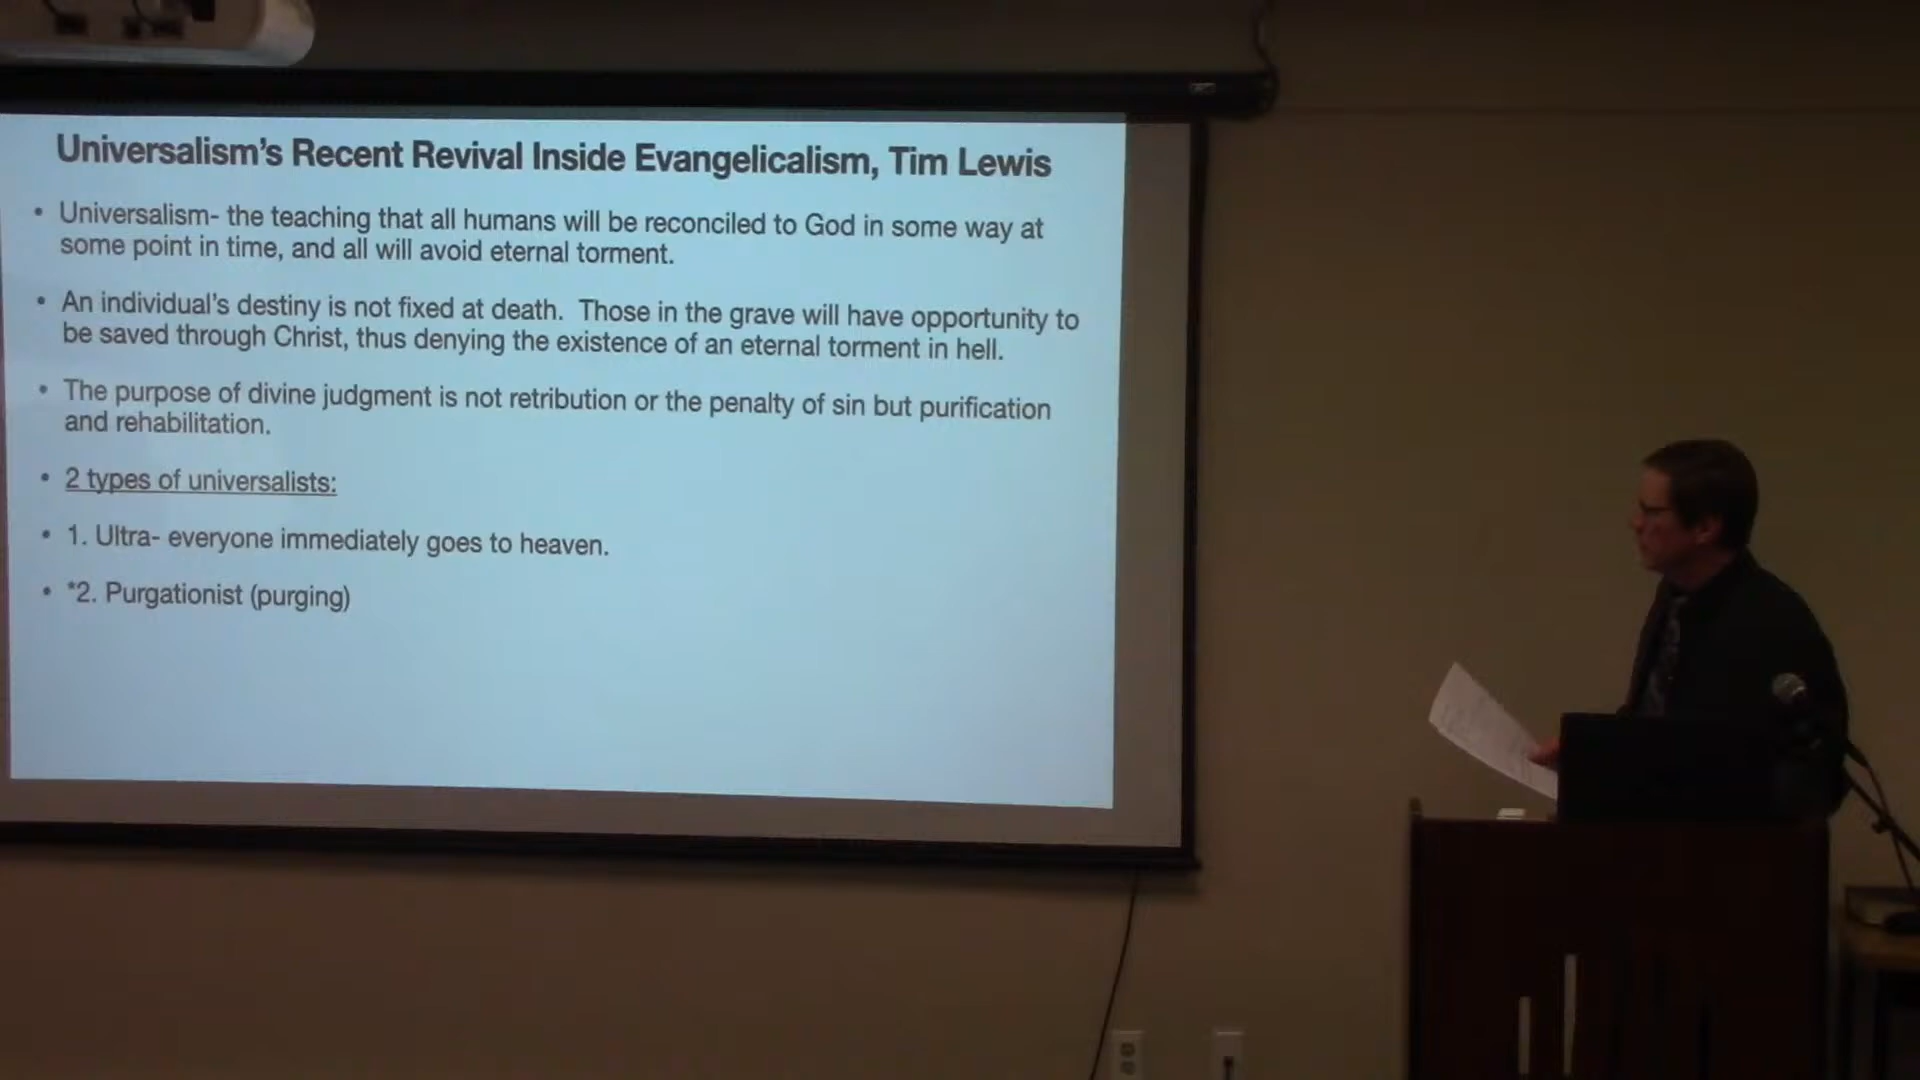 Universalism's Recent Revival Inside Evangelicalism, Tim Lewis
• Universalism- the teaching that all humans will be reconciled to God in some way at
some point in time, and all will avoid eternal torment.
• An individual's destiny is not fixed at death. Those in the grave will have opportunity to
be saved through Christ, thus denying the existence of an eternal torment in hell.
• The purpose of divine judgment is not retribution or the penalty of sin but purification
and rehabilitation.
• 2 types of universalists:
• 1. Ultra- everyone immediately goes to heaven.
• *2. Purgationist (purging)